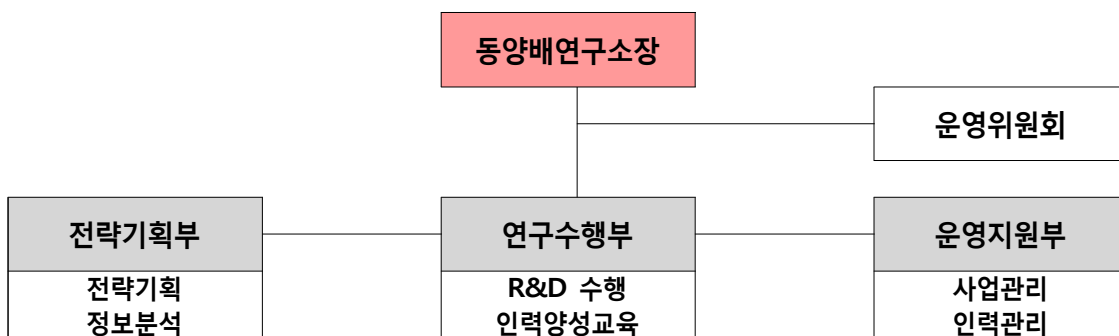 동양배연구소장
운영위원회
전략기획부
연구수행부
운영지원부
전략기획
R&D 수행
사업관리
정보분석
인력양성교육
인력관리